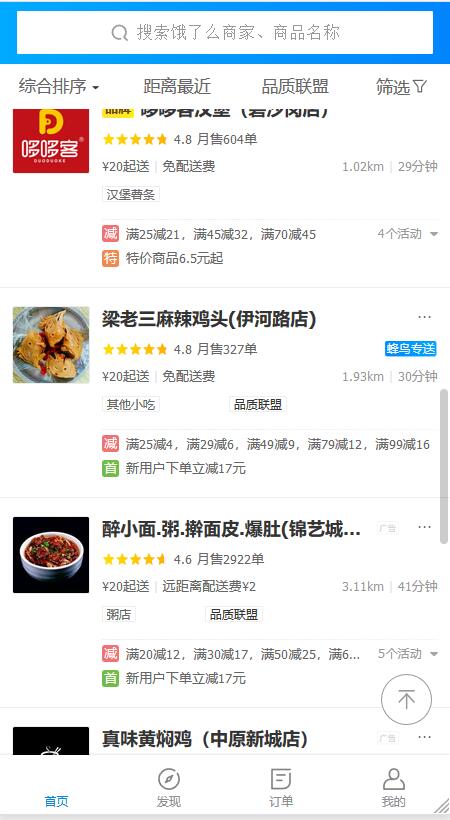 搜索饿了么商家、商品名称
综合排序 距离最近 品质联盟 筛选
品牌 哆哆客汉堡（碧沙岗店）
哆哆客
DUODUOKE
4.8 月售604单
¥20起送 | 免配送费 1.02km | 29分钟
汉堡薯条
减 满25减21，满45减32，满70减45 4个活动
特 特价商品6.5元起
梁老三麻辣鸡头(伊河路店) ...
4.8 月售327单 蜂鸟专送
¥20起送 | 免配送费 1.93km | 30分钟
其他小吃 品质联盟
减 满25减4，满29减6，满49减9，满79减12，满99减16
首 新用户下单立减17元
醉小面.粥.擀面皮.爆肚(锦艺城... 广告 ...
4.6 月售2922单
¥20起送 | 远距离配送费¥2 3.11km | 41分钟
粥店 品质联盟
减 满20减12，满30减17，满50减25，满6... 5个活动
首 新用户下单立减17元
真味黄焖鸡（中原新城店） 广告 ...
首页 发现 订单 我的